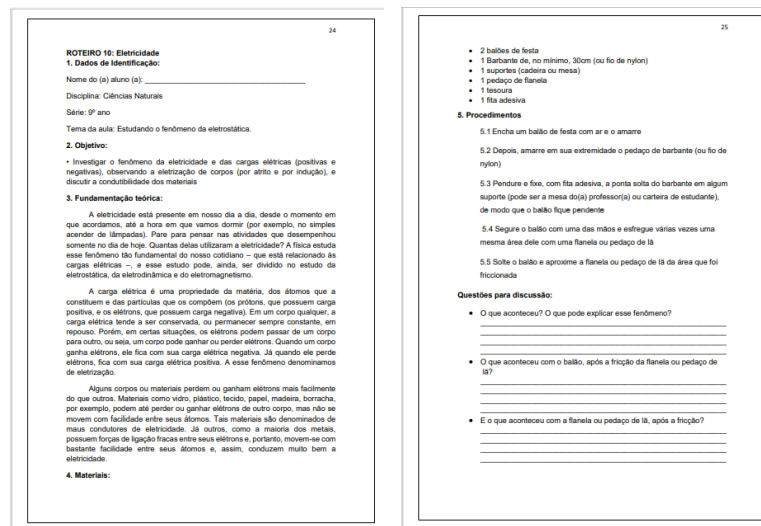 24
ROTEIRO 10: Eletricidade
1. Dados de Identificação:
Nome do (a) aluno (a): ________________________________________
Disciplina: Ciências Naturais
Série: 9º ano
Tema da aula: Estudando o fenômeno da eletrostática.
2. Objetivo:
• Investigar o fenômeno da eletricidade e das cargas elétricas (positivas e
negativas), observando a eletrização de corpos (por atrito e por indução), e
discutir a condutibilidade dos materiais
3. Fundamentação teórica:
A eletricidade está presente em nosso dia a dia, desde o momento em
que acordamos, até a hora em que vamos dormir (por exemplo, no simples
acender de lâmpadas). Pare para pensar nas atividades que desempenhou
somente no dia de hoje. Quantas delas utilizaram a eletricidade? A física estuda
esse fenômeno tão fundamental do nosso cotidiano – que está relacionado às
cargas elétricas –, e esse estudo pode, ainda, ser dividido no estudo da
eletrostática, da eletrodinâmica e do eletromagnetismo.
A carga elétrica é uma propriedade da matéria, dos átomos que a
constituem e das partículas que os compõem (os prótons, que possuem carga
positiva, e os elétrons, que possuem carga negativa). Em um corpo qualquer, a
carga elétrica tende a ser conservada, ou permanecer sempre constante, em
repouso. Porém, em certas situações, os elétrons podem passar de um corpo
para outro, ou seja, um corpo pode ganhar ou perder elétrons. Quando um corpo
ganha elétrons, ele fica com sua carga elétrica negativa. Já quando ele perde
elétrons, fica com sua carga elétrica positiva. A esse fenômeno denominamos
de eletrização.
Alguns corpos ou materiais perdem ou ganham elétrons mais facilmente
do que outros. Materiais como vidro, plástico, tecido, papel, madeira, borracha,
por exemplo, podem até perder ou ganhar elétrons de outro corpo, mas não se
movem com facilidade entre seus átomos. Tais materiais são denominados de
maus condutores de eletricidade. Já outros, como a maioria dos metais,
possuem forças de ligação fracas entre seus elétrons e, portanto, movem-se com
bastante facilidade entre seus átomos e, assim, conduzem muito bem a
eletricidade.
4. Materiais:
25
• 2 balões de festa
• 1 Barbante de, no mínimo, 30cm (ou fio de nylon)
• 1 suportes (cadeira ou mesa)
• 1 pedaço de flanela
• 1 tesoura
• 1 fita adesiva
5. Procedimentos
5.1 Encha um balão de festa com ar e o amarre
5.2 Depois, amarre em sua extremidade o pedaço de barbante (ou fio de
nylon)
5.3 Pendure e fixe, com fita adesiva, a ponta solta do barbante em algum
suporte (pode ser a mesa do(a) professor(a) ou carteira de estudante),
de modo que o balão fique pendente
5.4 Segure o balão com uma das mãos e esfregue várias vezes uma
mesma área dele com uma flanela ou pedaço de lã
5.5 Solte o balão e aproxime a flanela ou pedaço de lã da área que foi
friccionada
Questões para discussão:
• O que aconteceu? O que pode explicar esse fenômeno?
• O que aconteceu com o balão, após a fricção da flanela ou pedaço de
lã?
• E o que aconteceu com a flanela ou pedaço de lã, após a fricção?